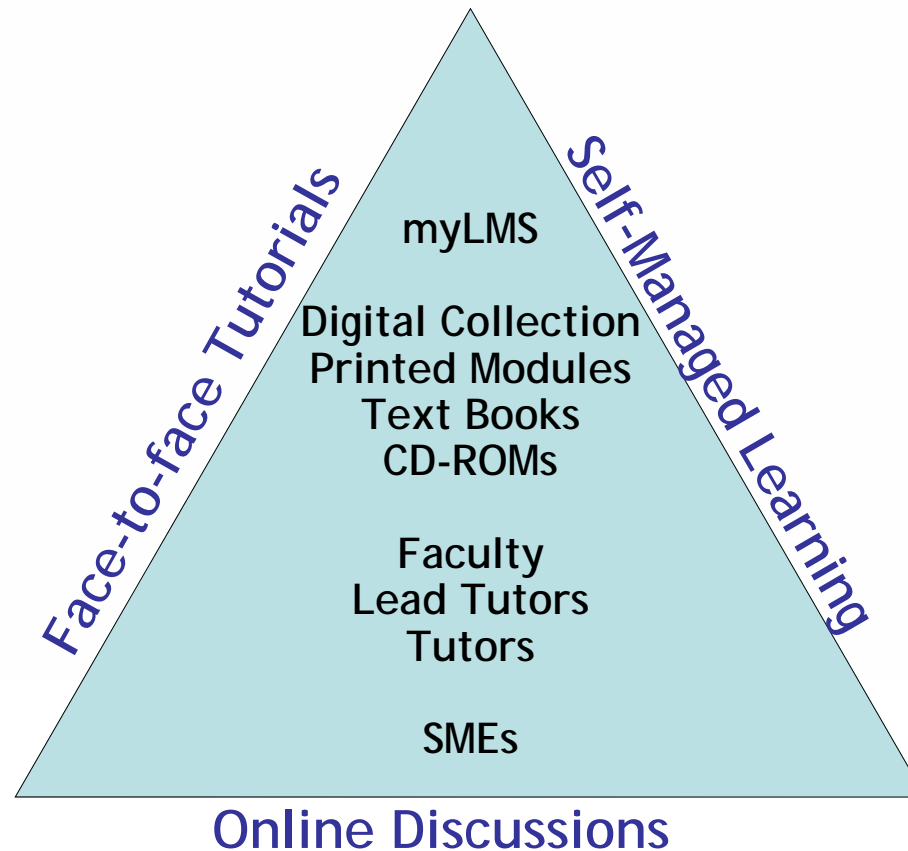 Face-to-face Tutorials
Self-Managed Learning
myLMS
Digital Collection
Printed Modules
Text Books
CD-ROMs
Faculty
Lead Tutors
Tutors
SMEs
Online Discussions